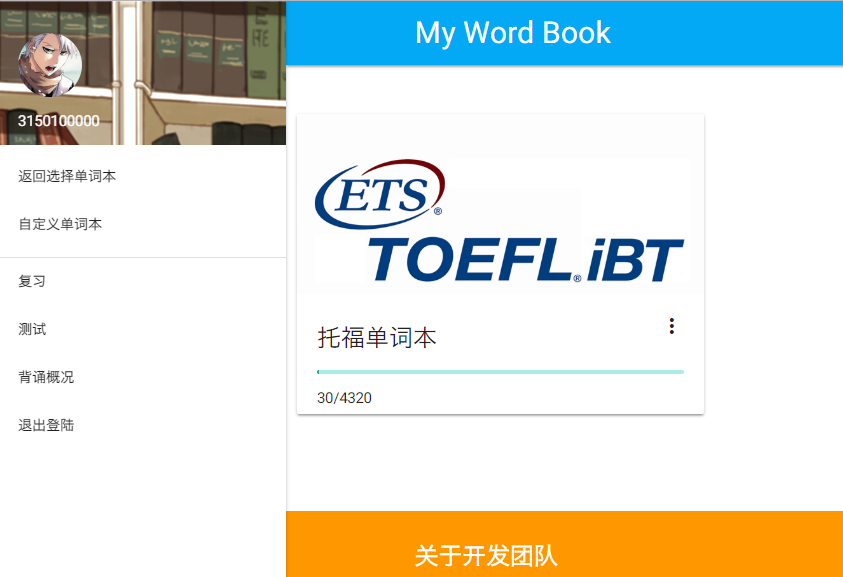 3150100000
返回选择单词本
自定义单词本
复习
测试
背诵概况
退出登陆
My Word Book
ETS®
TOEFL® iBT
托福单词本
30/4320
关于开发团队